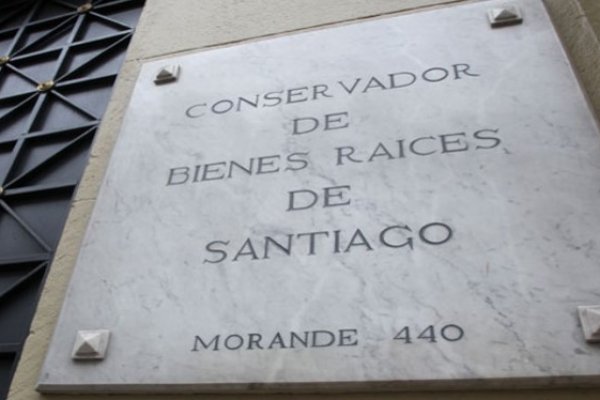 CONSERVADOR
DE
BIENES RAICES
DE
SANTIAGO
MORANDE 440